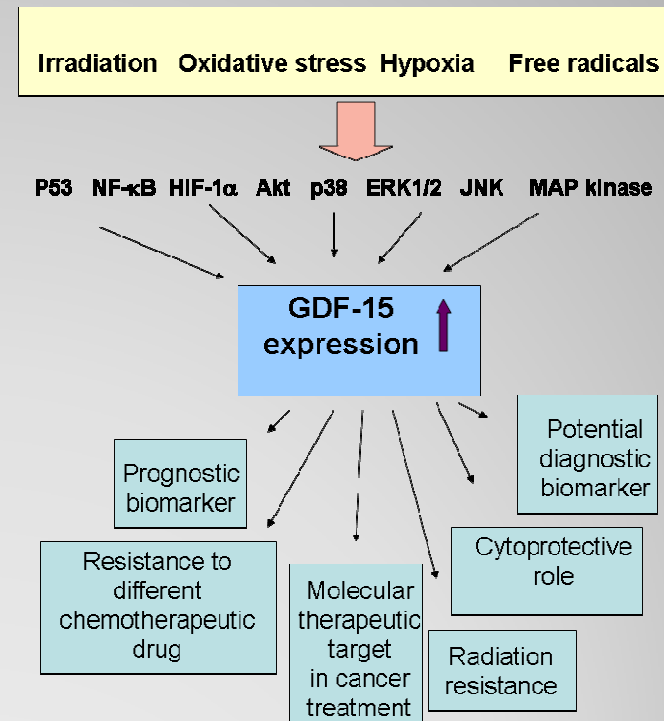 Irradiation Oxidative stress Hypoxia Free radicals
P53 NF-κB HIF-1α Akt p38 ERK1/2 JNK MAP kinase
GDF-15
expression
Prognostic
biomarker
Potential
diagnostic
biomarker
Resistance to
different
chemotherapeutic
drug
Molecular
therapeutic
target
in cancer
treatment
Cytoprotective
role
Radiation
resistance